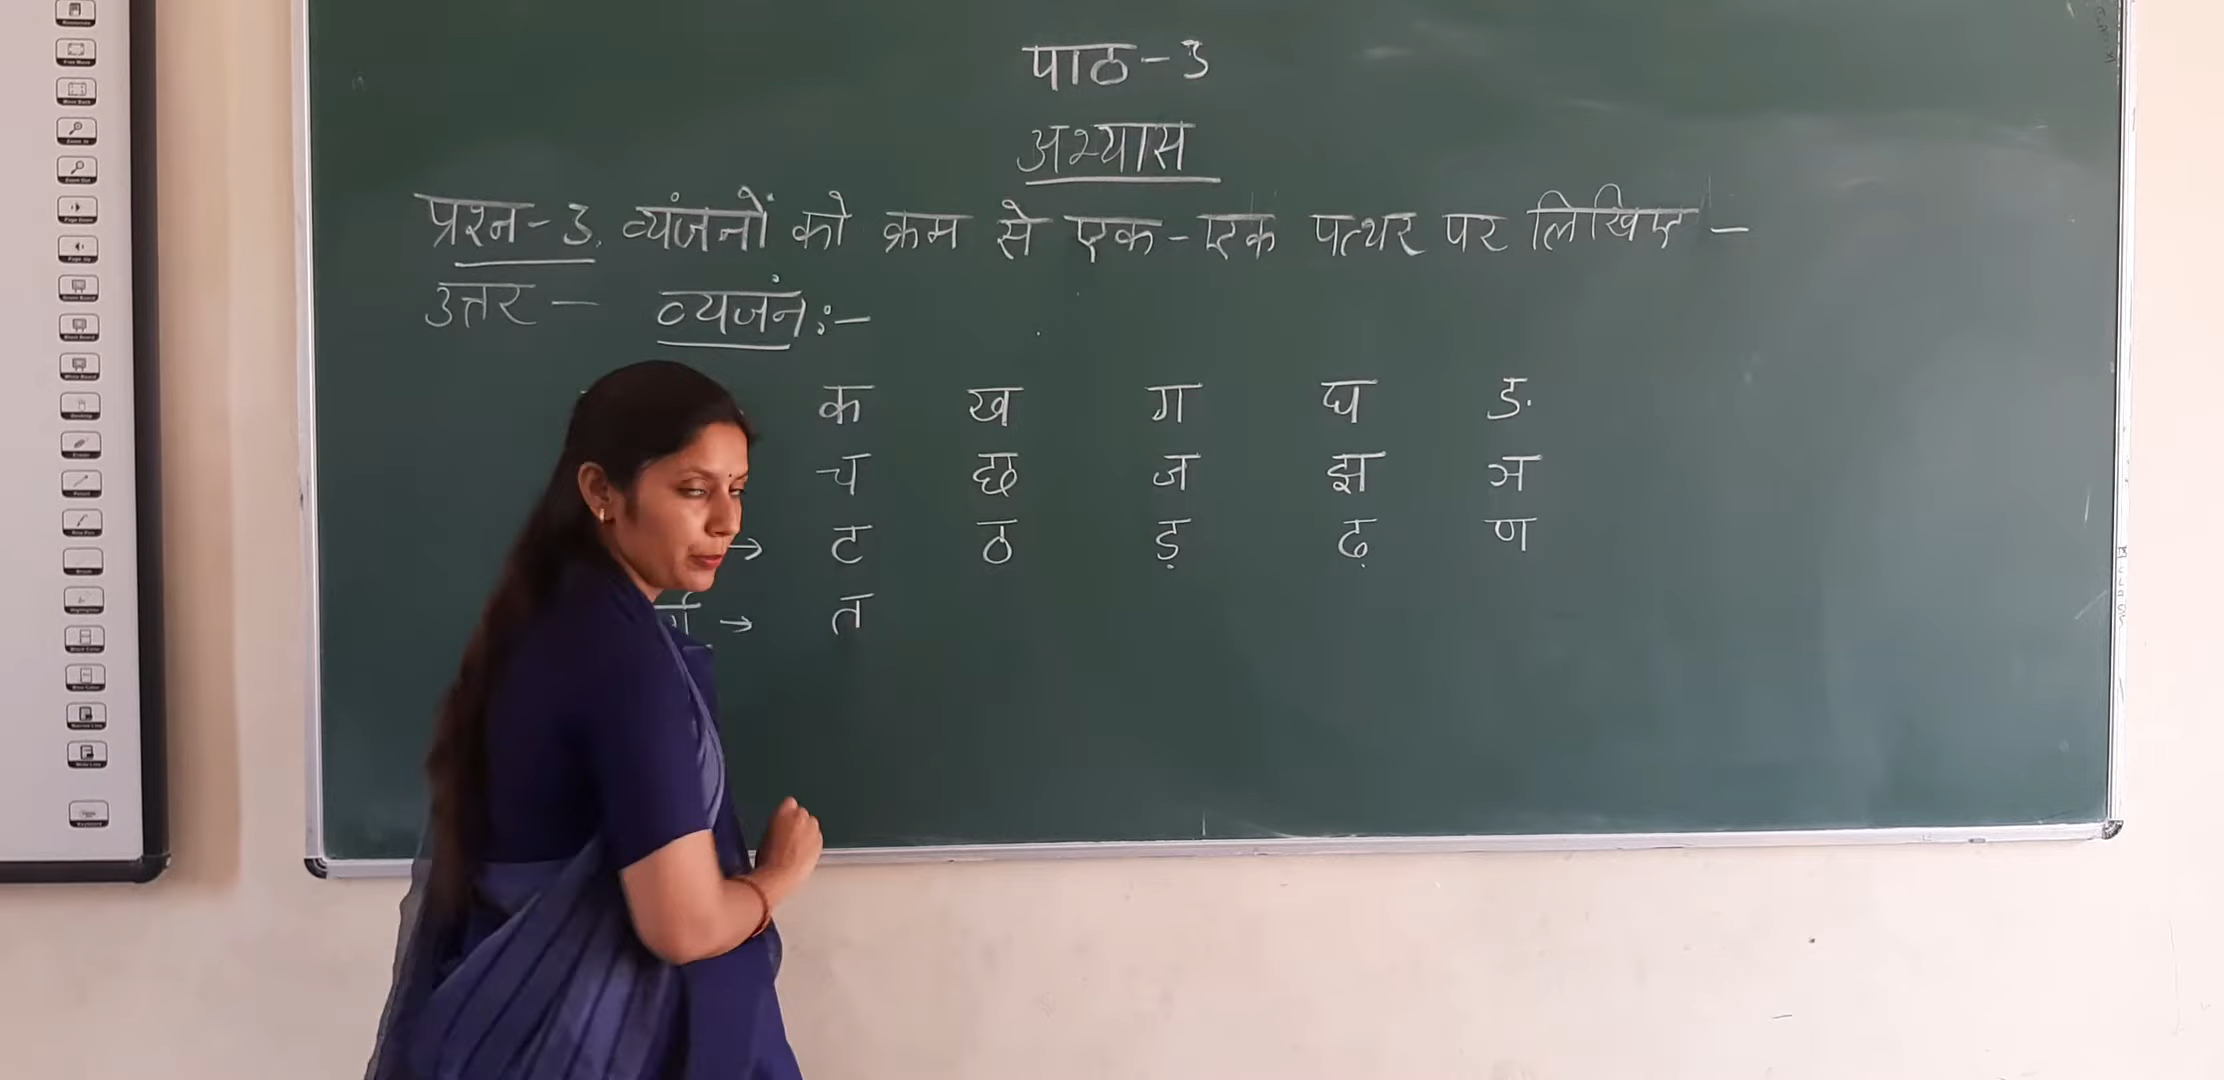 पाठ-3
अभ्यास
प्रश्न-3. व्यंजनों को क्रम से एक-एक पत्थर पर लिखिए -
उत्तर - व्यजंन :-
क ख ग घ ङ
च छ ज झ ञ
→ ट ठ ड़ ढ़ ण
र्ग → त